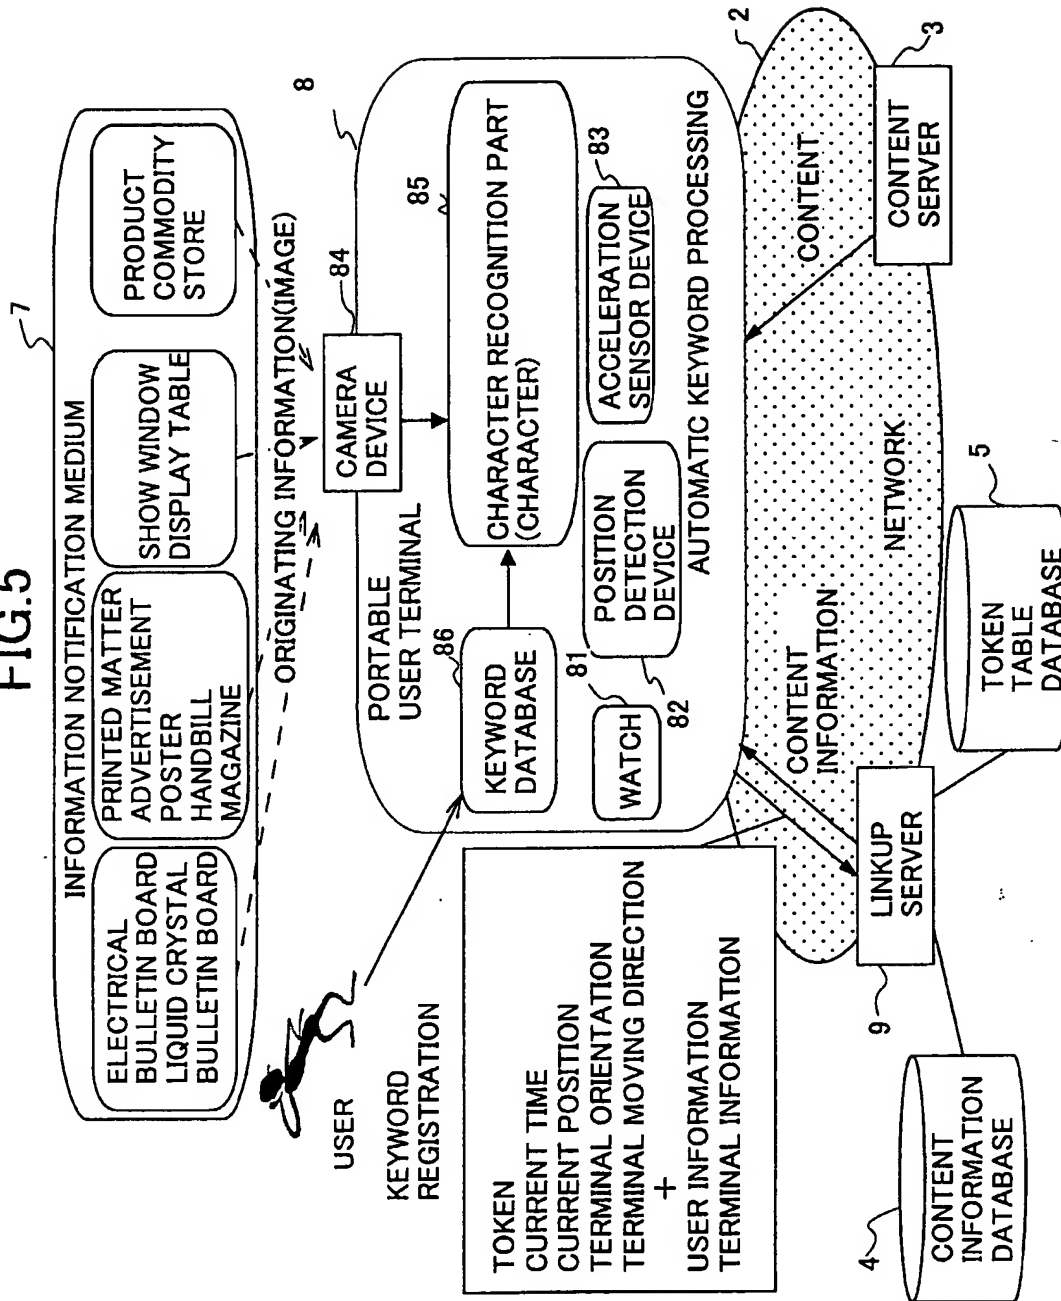 FIG.5
INFORMATION NOTIFICATION MEDIUM
7
ELECTRICAL
BULLETIN BOARD
LIQUID CRYSTAL
BULLETIN BOARD
PRINTED MATTER
ADVERTISEMENT
POSTER
HANDBILL
MAGAZINE
SHOW WINDOW
DISPLAY TABLE
PRODUCT
COMMODITY
STORE
ORIGINATING INFORMATION(IMAGE)
USER
KEYWORD
REGISTRATION
PORTABLE
USER TERMINAL
8
CAMERA
DEVICE
84
KEYWORD
DATABASE
86
CHARACTER RECOGNITION PART
(CHARACTER)
85
WATCH
81
POSITION
DETECTION
DEVICE
82
ACCELERATION
SENSOR DEVICE
83
AUTOMATIC KEYWORD PROCESSING
TOKEN
CURRENT TIME
CURRENT POSITION
TERMINAL ORIENTATION
TERMINAL MOVING DIRECTION
+
USER INFORMATION
TERMINAL INFORMATION
CONTENT
INFORMATION
CONTENT
2
NETWORK
LINKUP
SERVER
9
CONTENT
SERVER
3
CONTENT
INFORMATION
DATABASE
4
TOKEN
TABLE
DATABASE
5